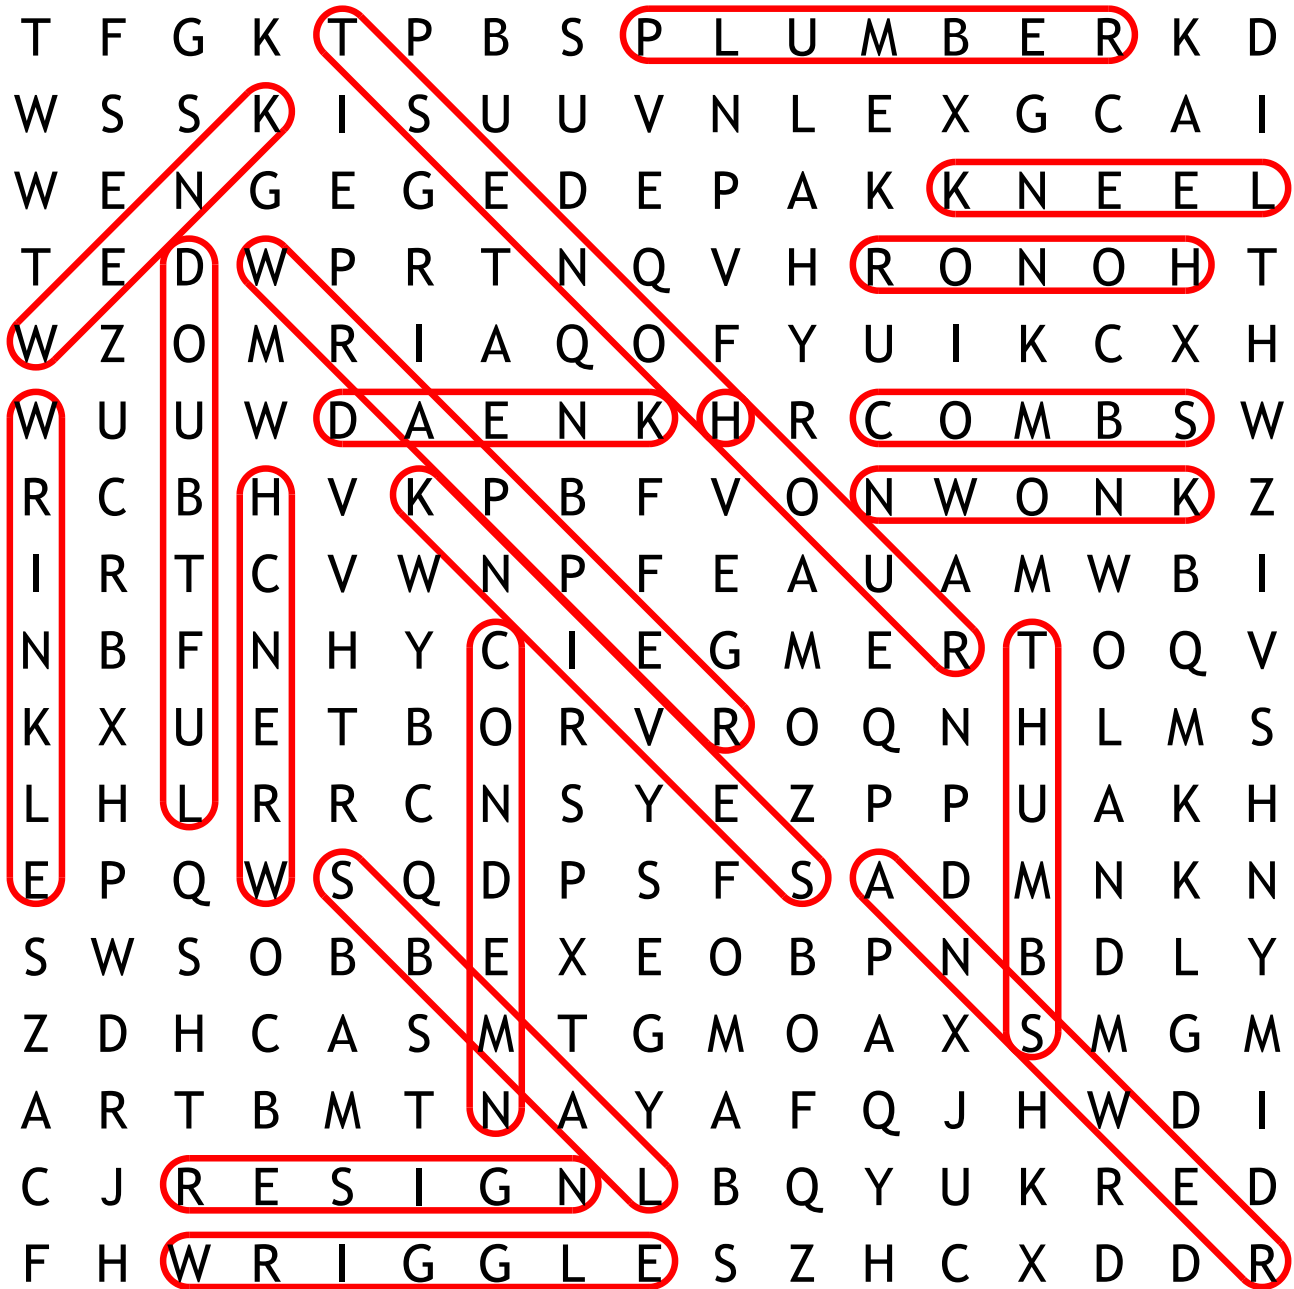 T F G K T P B S P L U M B E R K D
W S S K I S U U V N L E X G C A I
W E N G E G E D E P A K K N E E L
T E D W P R T N Q V H R O N O H T
W Z O M R I A Q O F Y U I K C X H
W U U W D A E N K H R C O M B S W
R C B H V K P B F V O N W O N K Z
I R T C V W N P F E A U A M W B I
N B F N H Y C I E G M E R T O Q V
K X U E T B O R V R O Q N H L M S
L H L R R C N S Y E Z P P U A K H
E P Q W S Q D P S F S A D M N K N
S W S O B B E X E O B P N B D L Y
Z D H C A S M T G M O A X S M G M
A R T B M T N A Y A F Q J H W D I
C J R E S I G N L B Q Y U K R E D
F H W R I G G L E S Z H C X D D R